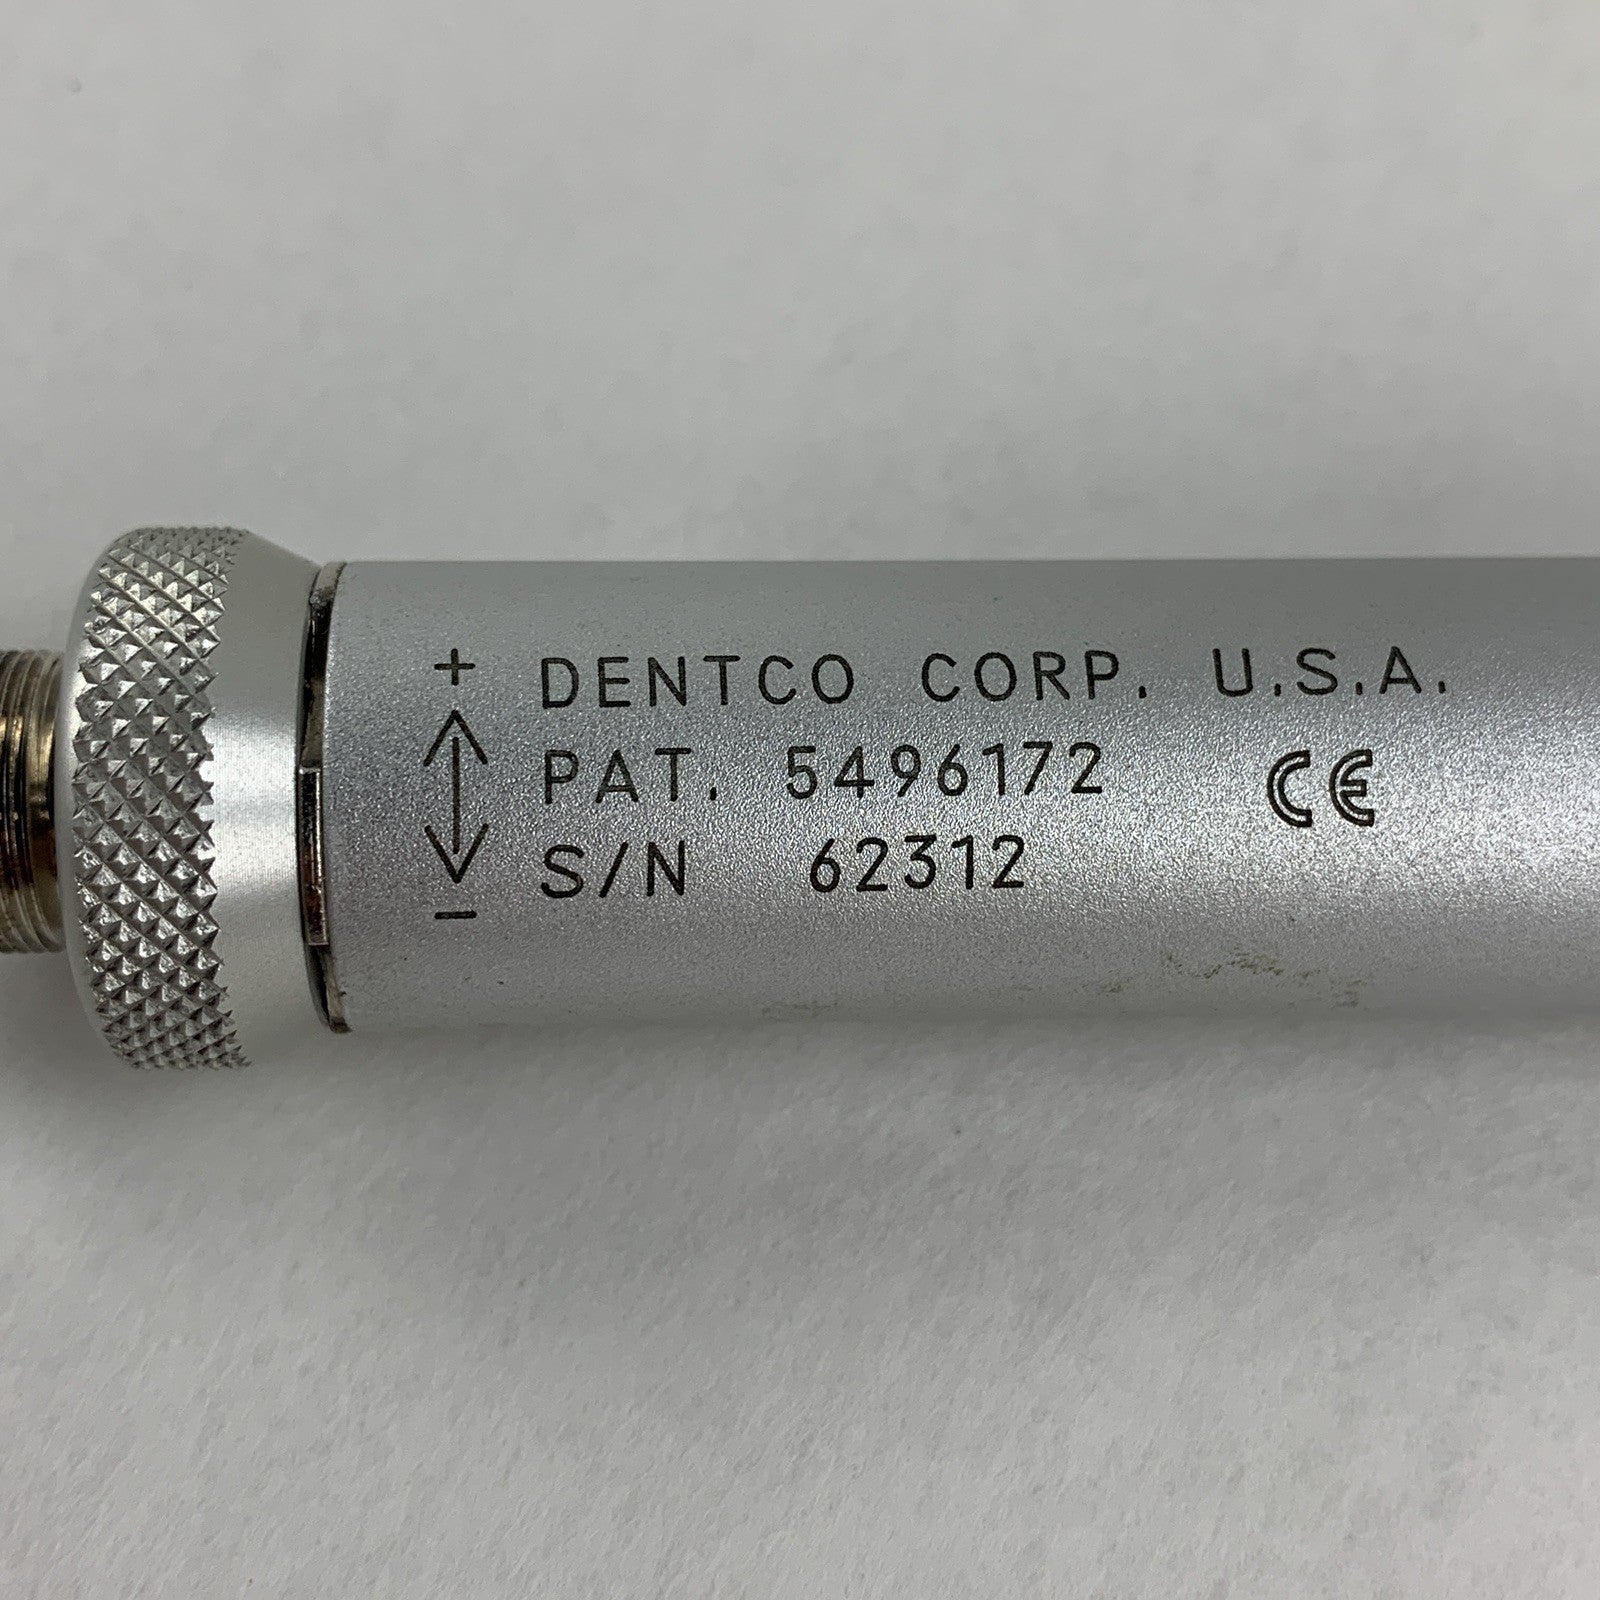 + DENTCO CORP. U.S.A.
PAT. 5496172 CE
- S/N 62312